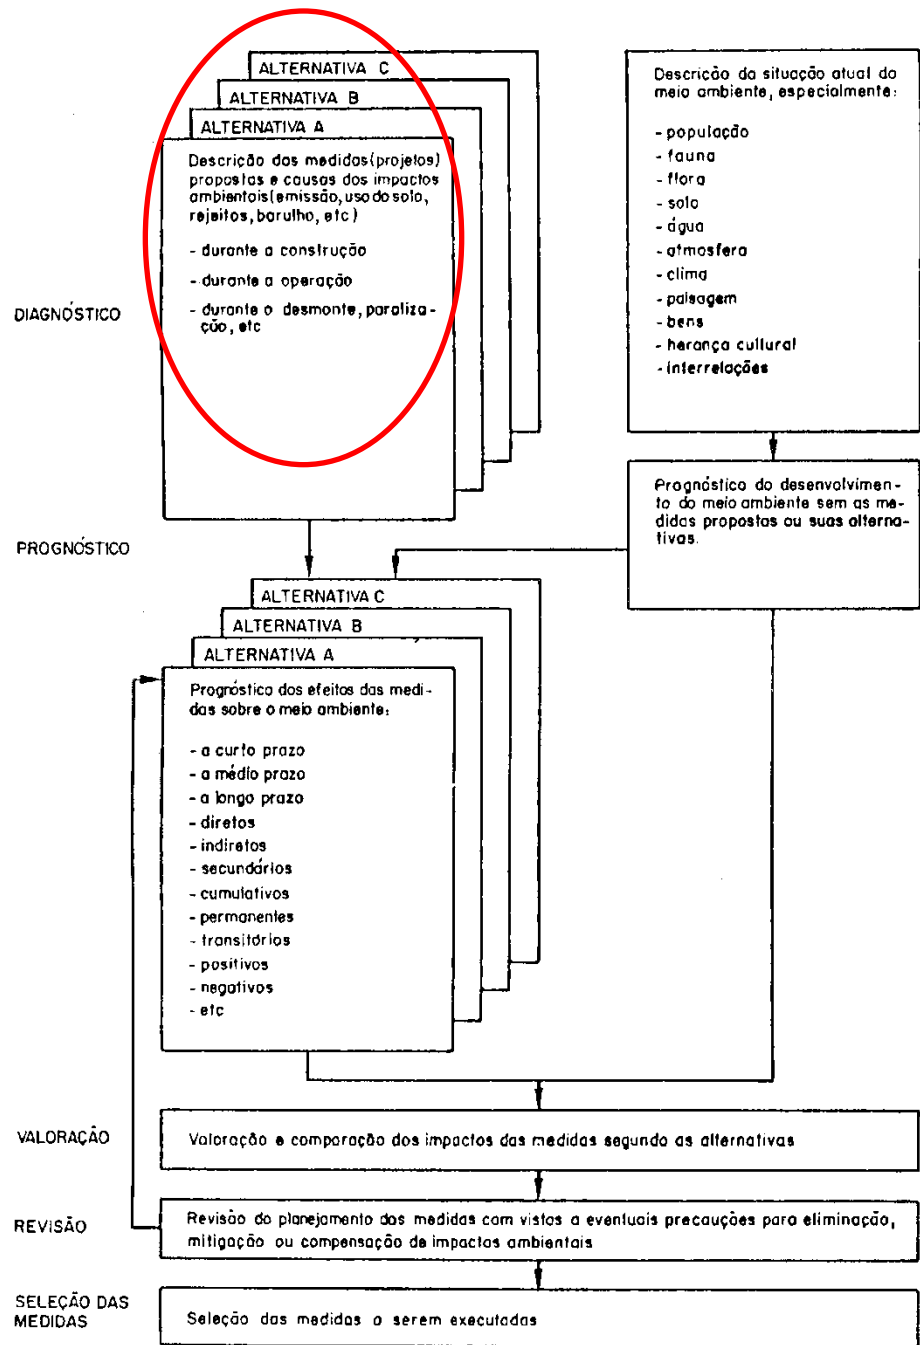 ALTERNATIVA C
ALTERNATIVA B
ALTERNATIVA A
Descrição das medidas (projetos)
propostas e causas dos impactos
ambientais (emissão, uso do solo,
rejeitos, barulho, etc)
- durante a construção
- durante a operação
- durante o desmonte, paraliza-
ção, etc
Descrição da situação atual do
meio ambiente, especialmente:
- população
- fauna
- flora
- solo
- água
- atmosfera
- clima
- paisagem
- bens
- herança cultural
- interrelações
DIAGNÓSTICO
Prognóstico do desenvolvimen-
to do meio ambiente sem as me-
didas propostas ou suas alterna-
tivas.
PROGNÓSTICO
ALTERNATIVA C
ALTERNATIVA B
ALTERNATIVA A
Prognóstico dos efeitos das medi-
das sobre o meio ambiente:
- a curto prazo
- a médio prazo
- a longo prazo
- diretos
- indiretos
- secundários
- cumulativos
- permanentes
- transitórios
- positivos
- negativos
- etc
VALORAÇÃO
Valoração e comparação dos impactos das medidas segundo as alternativas
REVISÃO
Revisão do planejamento das medidas com vistas a eventuais precauções para eliminação,
mitigação ou compensação de impactos ambientais
SELEÇÃO DAS
MEDIDAS
Seleção das medidas a serem executadas